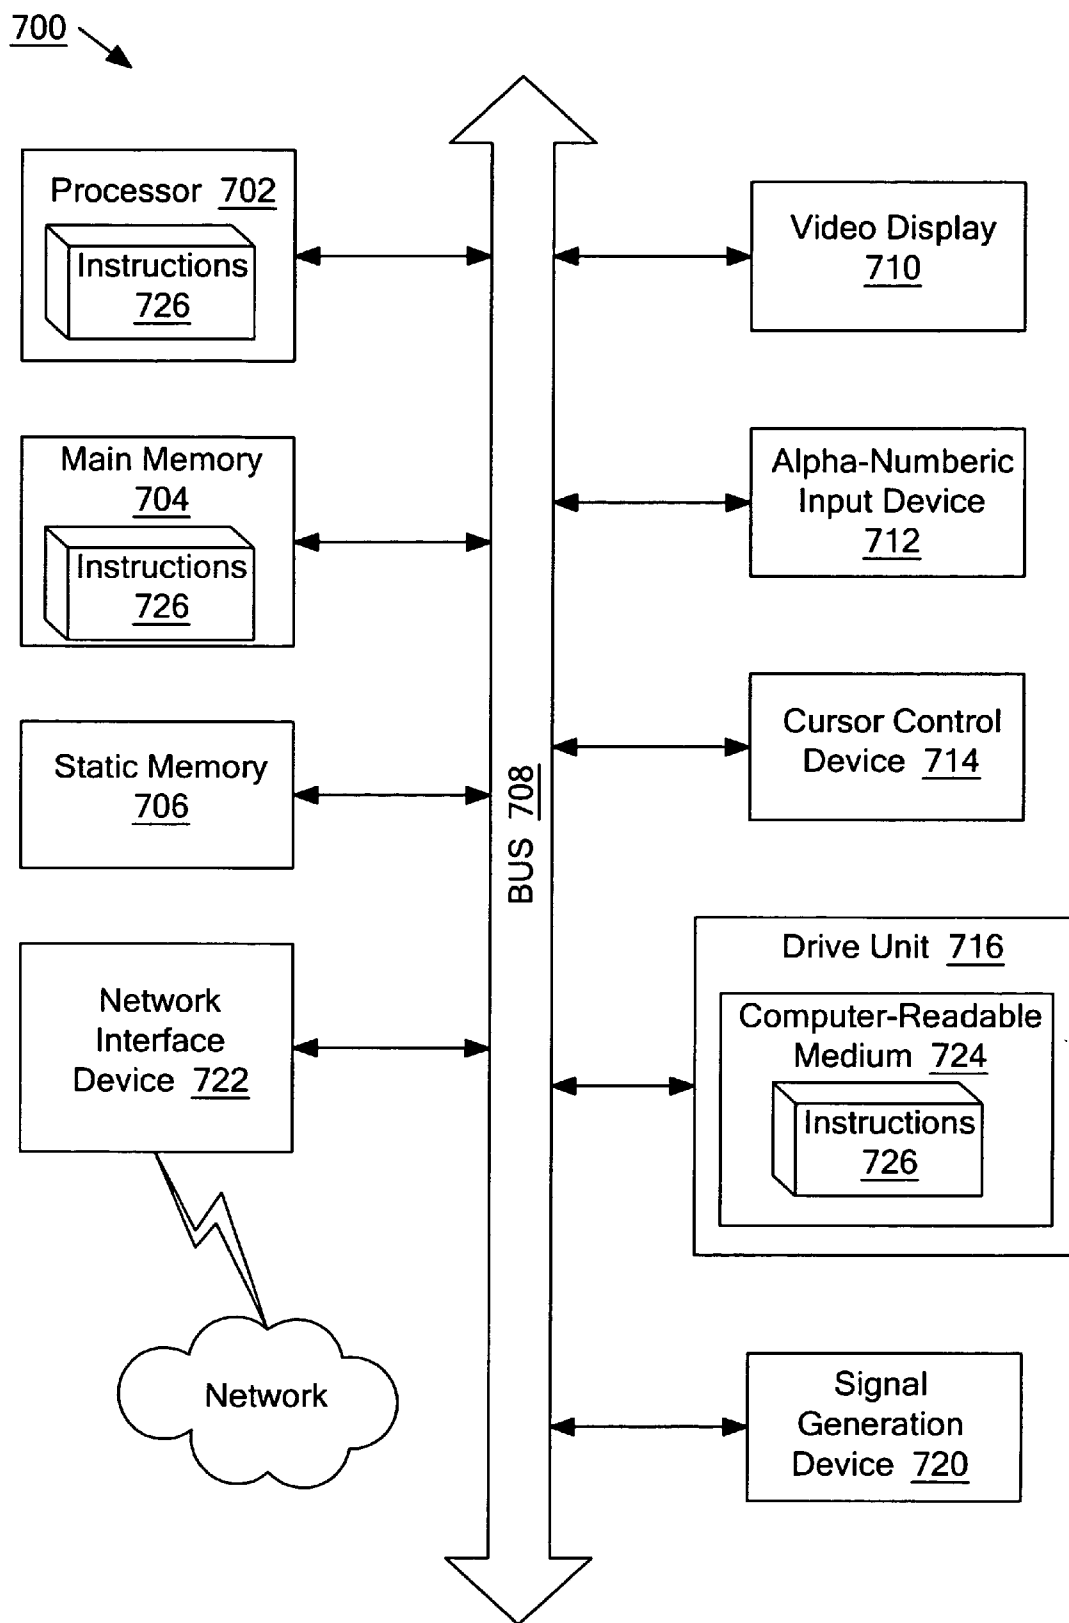 700
Processor 702
Instructions
726
Main Memory
704
Instructions
726
Static Memory
706
Network
Interface
Device 722
Network
BUS 708
Video Display
710
Alpha-Numberic
Input Device
712
Cursor Control
Device 714
Drive Unit 716
Computer-Readable
Medium 724
Instructions
726
Signal
Generation
Device 720